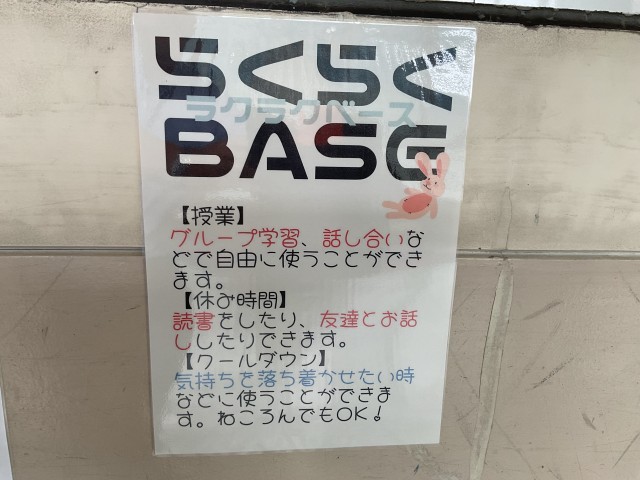 らくらく
ラクラクベース
BASE
【授業】
グループ学習、話し合いな
どで自由に使うことができ
ます。
【休み時間】
読書をしたり、友達とお話
ししたりできます。
【クールダウン】
気持ちを落ち着かせたい時
などに使うことができま
す。ねころんでもOK!